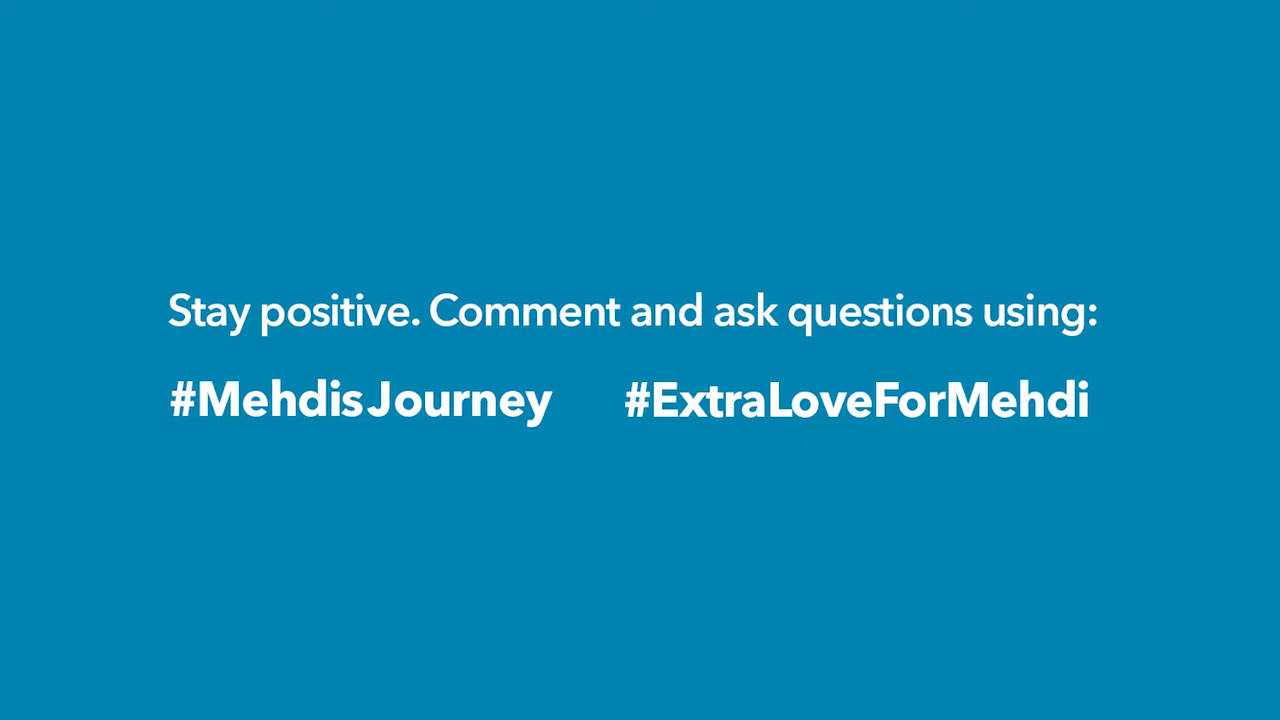 Stay positive. Comment and ask questions using:
#MehdisJourney #ExtraLoveForMehdi